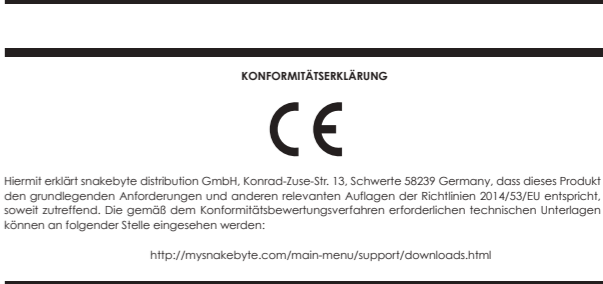 KONFORMITÄTSERKLÄRUNG
CE
Hiermit erklärt snakebyte distribution GmbH, Konrad-Zuse-Str. 13, Schwerte 58239 Germany, dass dieses Produkt
den grundlegenden Anforderungen und anderen relevanten Auflagen der Richtlinien 2014/53/EU entspricht,
soweit zutreffend. Die gemäß dem Konformitätsbewertungsverfahren erforderlichen technischen Unterlagen
können an folgender Stelle eingesehen werden:
http://mysnakebyte.com/main-menu/support/downloads.html